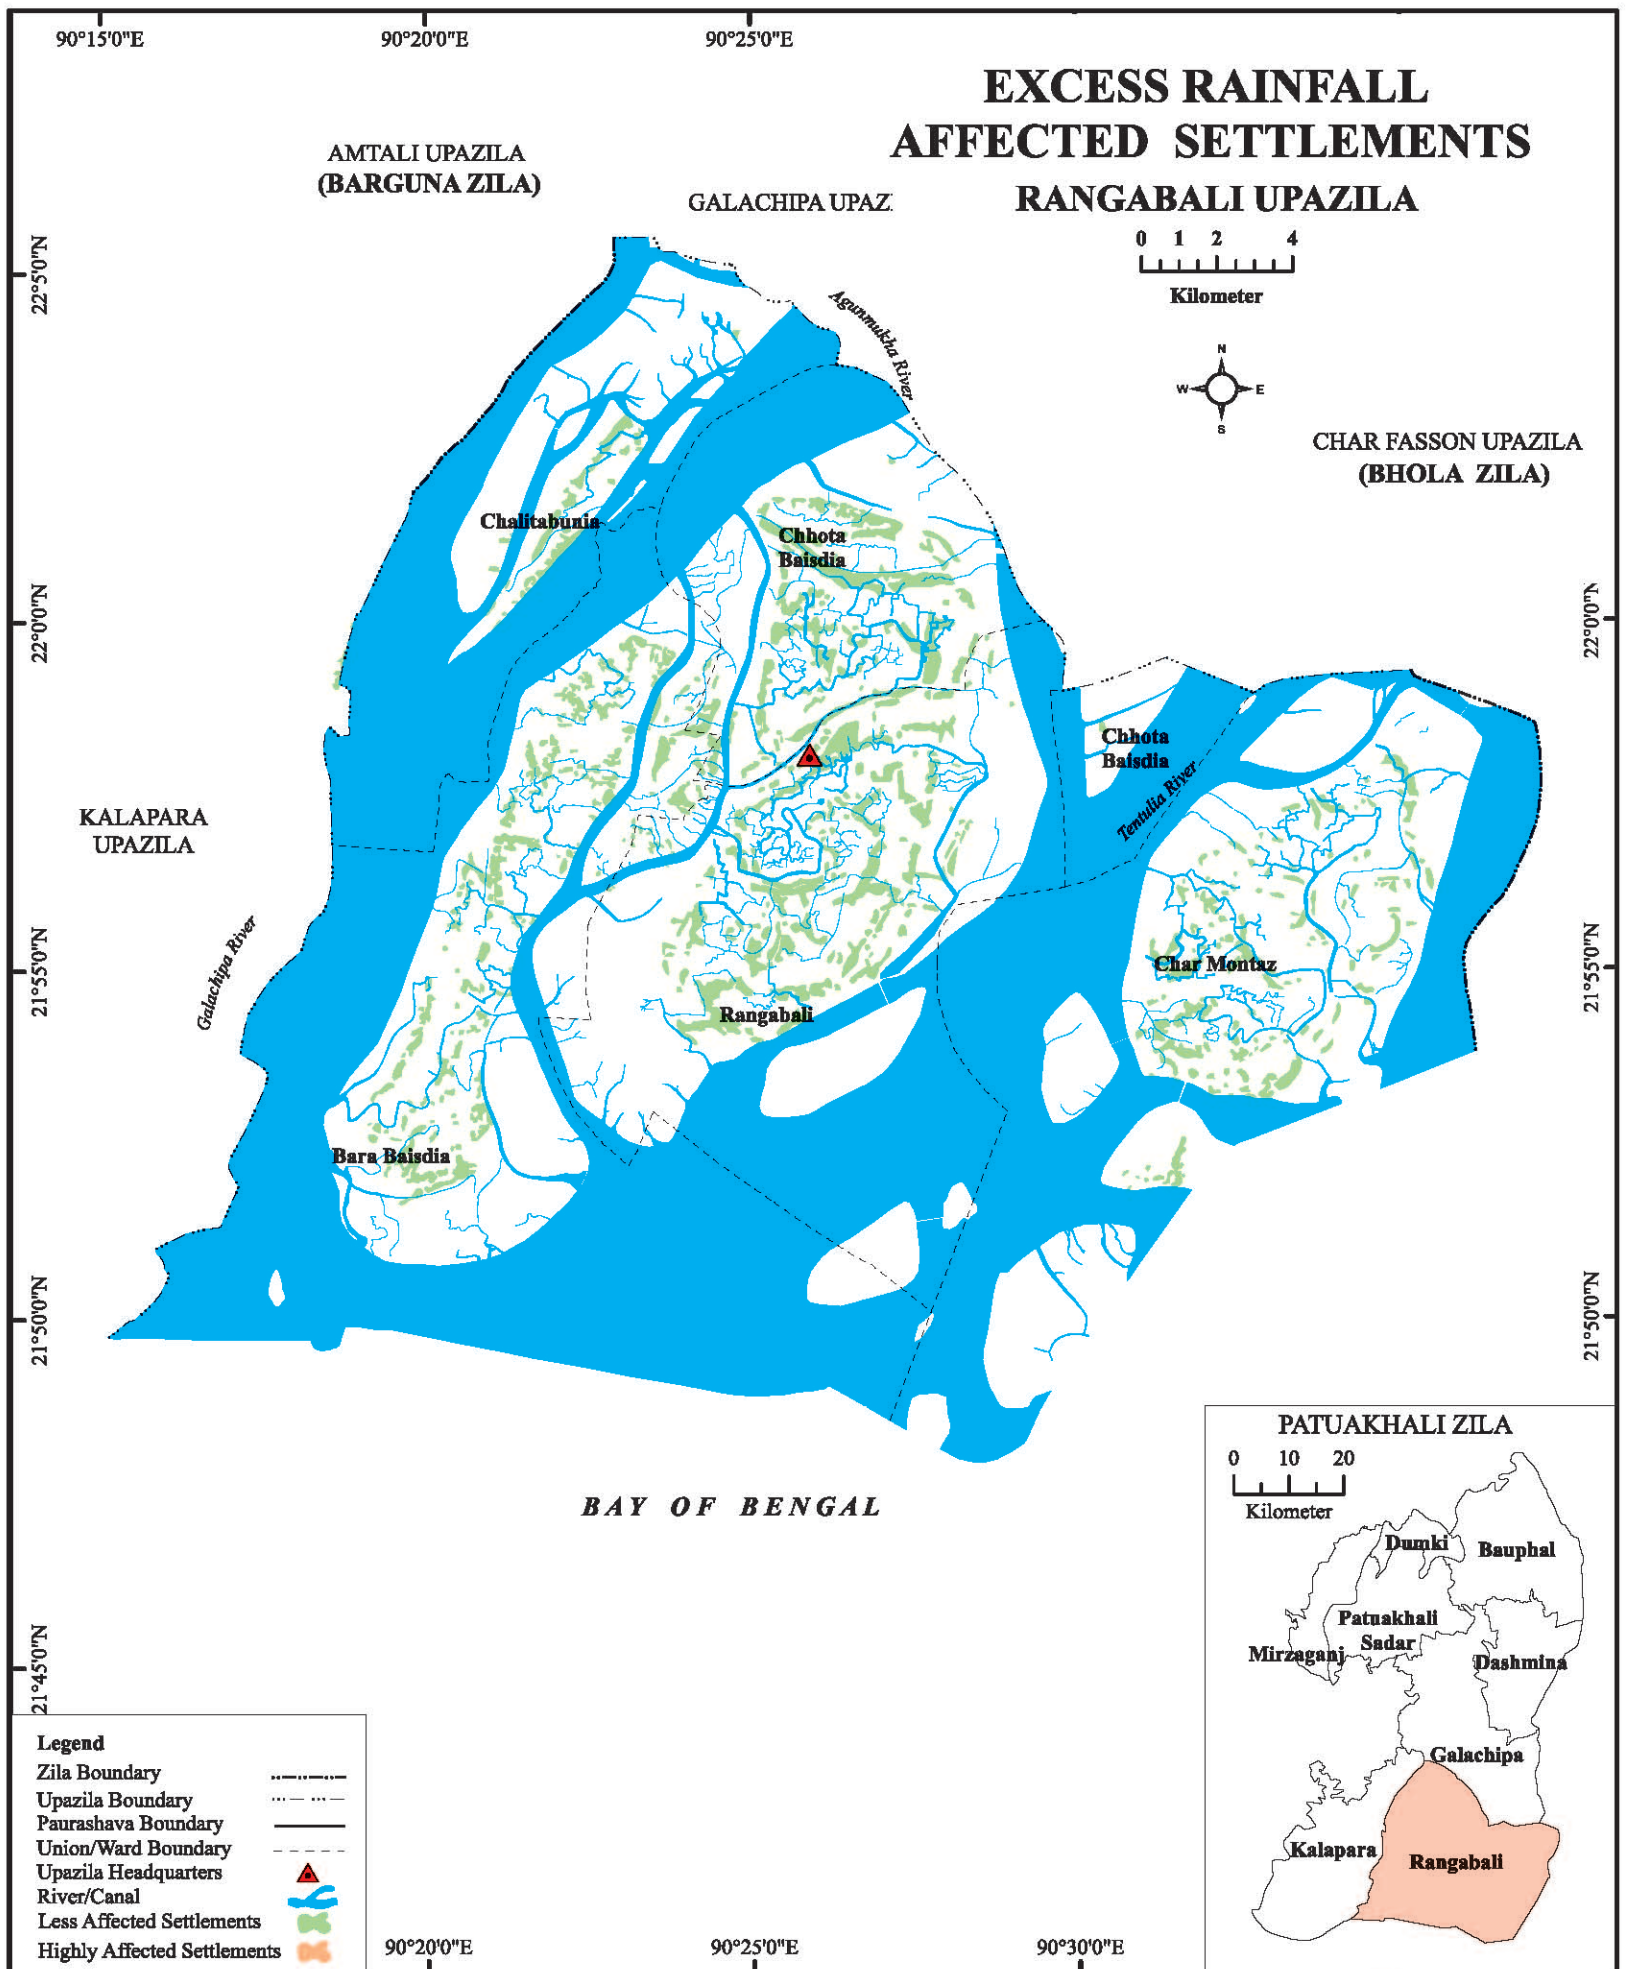 90°15'0"E
90°20'0"E
90°25'0"E
EXCESS RAINFALL
AFFECTED SETTLEMENTS
RANGABALI UPAZILA
0 1 2 4
Kilometer
AMTALI UPAZILA
(BARGUNA ZILA)
GALACHIPA UPAZ
22°5'0"N
Agunmukha River
N
W E
S
CHAR FASSON UPAZILA
(BHOLA ZILA)
Chalitabunia
Chhota
Baisdia
22°0'0"N
22°0'0"N
Chhota
Baisdia
Tentulia River
KALAPARA
UPAZILA
Galachipa River
21°55'0"N
21°55'0"N
Char Montaz
Rangabali
Bara Baisdia
21°50'0"N
21°50'0"N
BAY OF BENGAL
21°45'0"N
PATUAKHALI ZILA
0 10 20
Kilometer
Dumki
Bauphal
Patuakhali
Sadar
Mirzaganj
Dashmina
Galachipa
Kalapara
Rangabali
Legend
Zila Boundary
Upazila Boundary
Paurashava Boundary
Union/Ward Boundary
Upazila Headquarters
River/Canal
Less Affected Settlements
Highly Affected Settlements
90°20'0"E
90°25'0"E
90°30'0"E